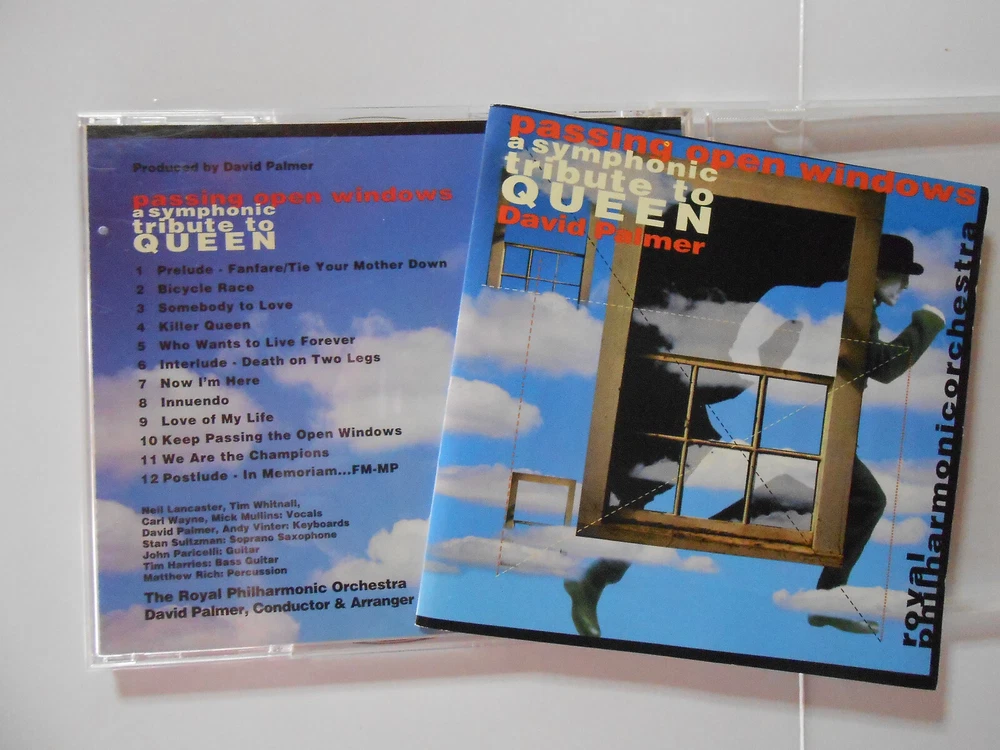 Produced by David Palmer
passing open windows
a symphonic
tribute to
QUEEN
1 Prelude - Fanfare/Tie Your Mother Down
2 Bicycle Race
3 Somebody to Love
4 Killer Queen
5 Who Wants to Live Forever
6 Interlude - Death on Two Legs
7 Now I'm Here
8 Innuendo
9 Love of My Life
10 Keep Passing the Open Windows
11 We Are the Champions
12 Postlude - In Memoriam...FM-MP
Neil Lancaster, Tim Whitnall,
Carl Wayne, Mick Mullins: Vocals
David Palmer, Andy Vinter: Keyboards
Stan Sultzman: Soprano Saxophone
John Paricelli: Guitar
Tim Harries: Bass Guitar
Matthew Rich: Percussion
The Royal Philharmonic Orchestra
David Palmer, Conductor & Arranger
passing open windows
a symphonic
tribute to
QUEEN
David Palmer
royal
philharmonicorchestra